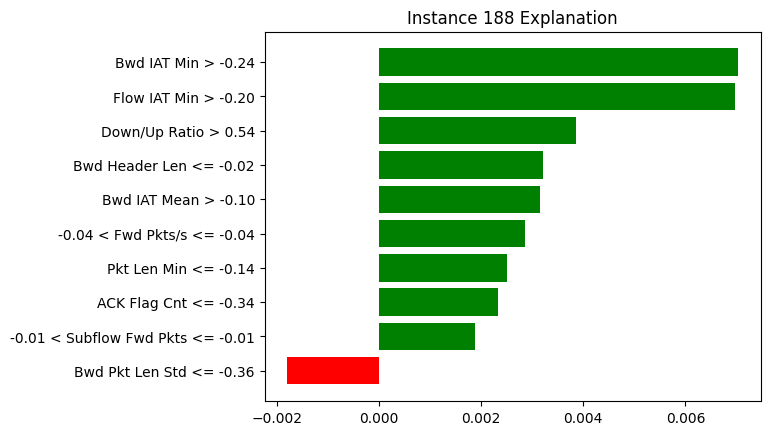 Instance 188 Explanation
Bwd IAT Min > -0.24
Flow IAT Min > -0.20
Down/Up Ratio > 0.54
Bwd Header Len <= -0.02
Bwd IAT Mean > -0.10
-0.04 < Fwd Pkts/s <= -0.04
Pkt Len Min <= -0.14
ACK Flag Cnt <= -0.34
-0.01 < Subflow Fwd Pkts <= -0.01
Bwd Pkt Len Std <= -0.36
−0.002 0.000 0.002 0.004 0.006